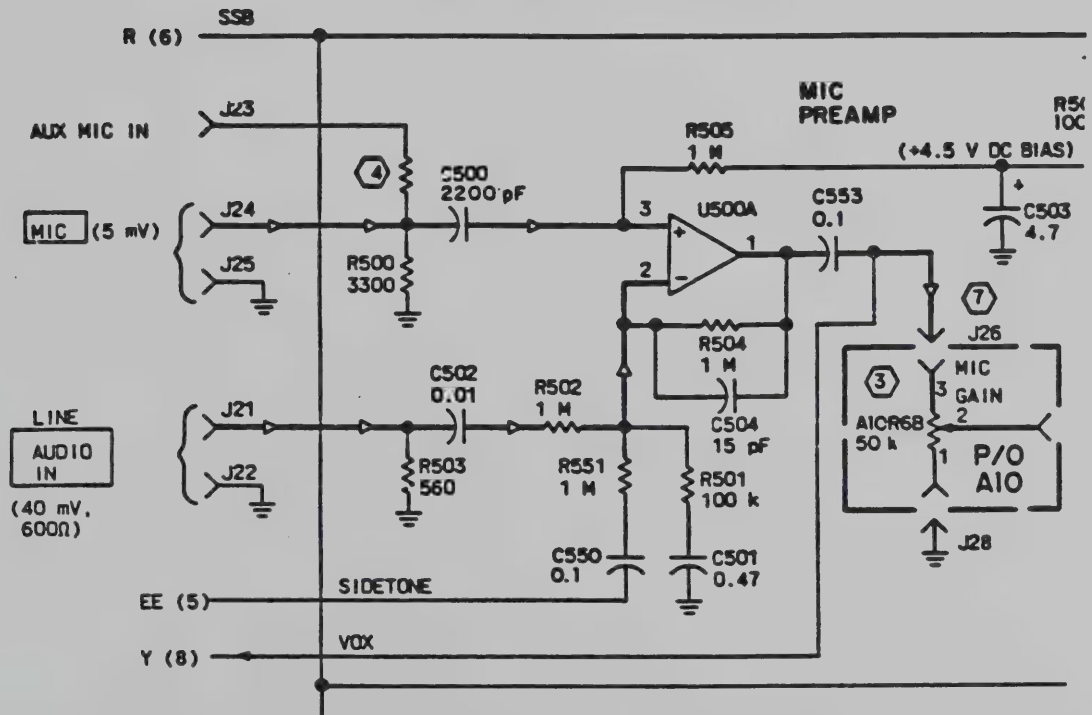 SSB
R (6)
J23
AUX MIC IN
4
C500
2200 pF
MIC
PREAMP
R505
1 M
(+4.5 V DC BIAS)
C503
4.7
+
J24
MIC (5 mV)
J25
R500
3300
3
+
U500A
1
2
-
C553
0.1
R504
1 M
C504
15 pF
7
J26
3
MIC
GAIN
3
2
1
A10R6B
50 k
P/O
A10
J28
LINE
AUDIO
IN
(40 mV,
600Ω)
J21
J22
C502
0.01
R502
1 M
R503
560
R551
1 M
R501
100 k
C550
0.1
C501
0.47
SIDETONE
EE (5)
VOX
Y (8)